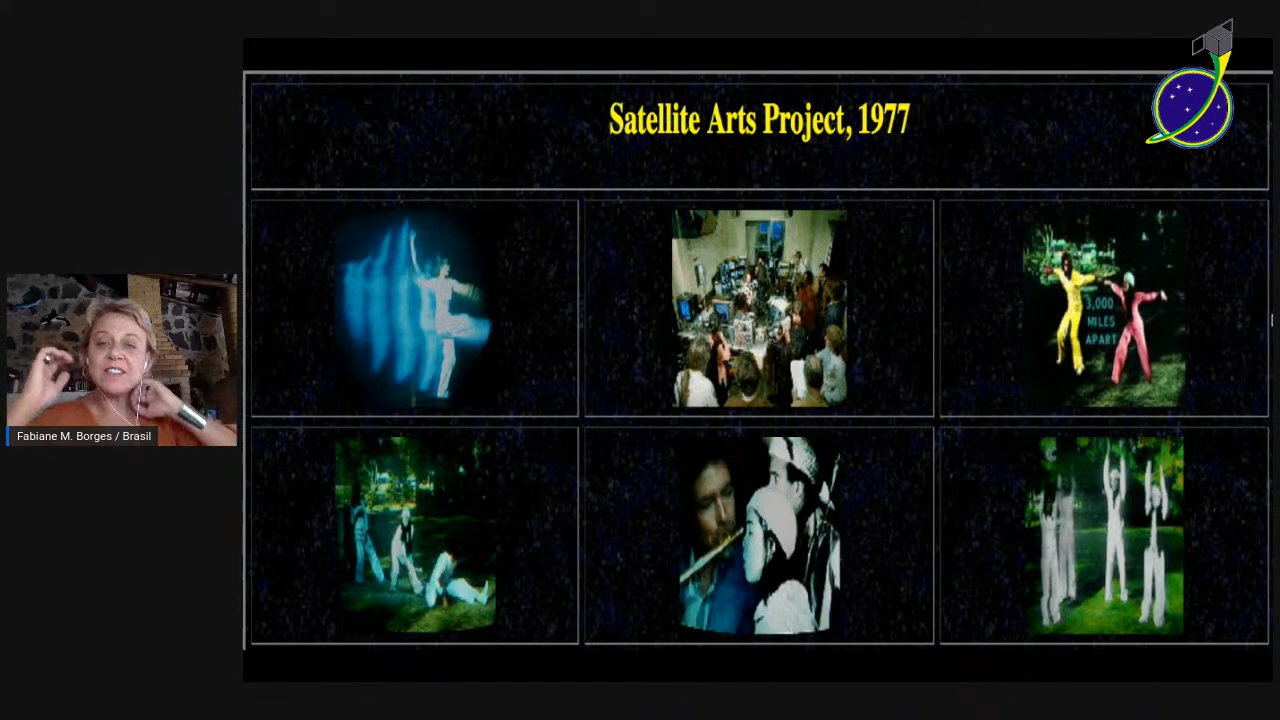 Satellite Arts Project, 1977
3,000
MILES
APART
Fabiane M. Borges / Brasil